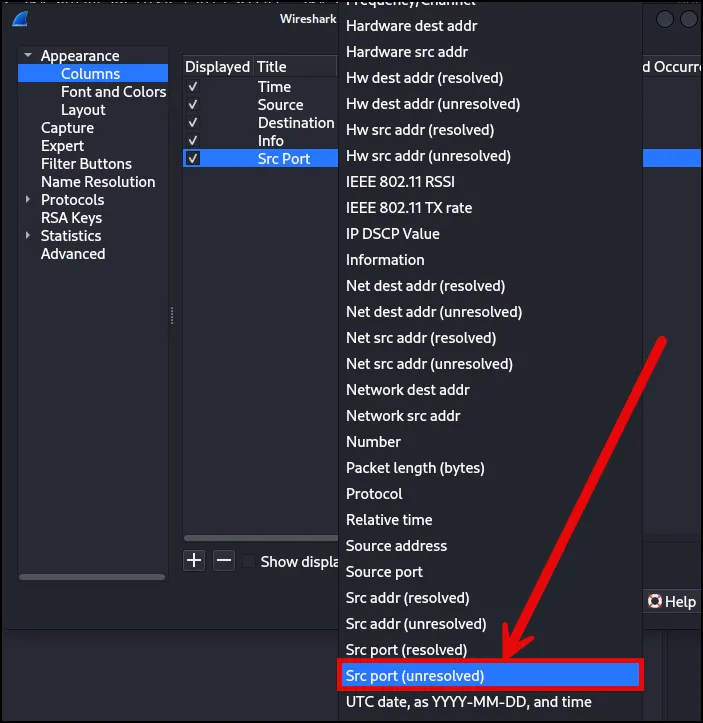 Frequency/Channel
Wireshark
Hardware dest addr
Hardware src addr
Appearance
Columns
Font and Colors
Layout
Capture
Expert
Filter Buttons
Name Resolution
Protocols
RSA Keys
Statistics
Advanced
Displayed Title
Time
Source
Destination
Info
Src Port
d Occurre
Hw dest addr (resolved)
Hw dest addr (unresolved)
Hw src addr (resolved)
Hw src addr (unresolved)
IEEE 802.11 RSSI
IEEE 802.11 TX rate
IP DSCP Value
Information
Net dest addr (resolved)
Net dest addr (unresolved)
Net src addr (resolved)
Net src addr (unresolved)
Network dest addr
Network src addr
Number
Packet length (bytes)
Protocol
Relative time
Source address
Source port
Src addr (resolved)
Src addr (unresolved)
Src port (resolved)
Src port (unresolved)
UTC date, as YYYY-MM-DD, and time
Show displa
Help